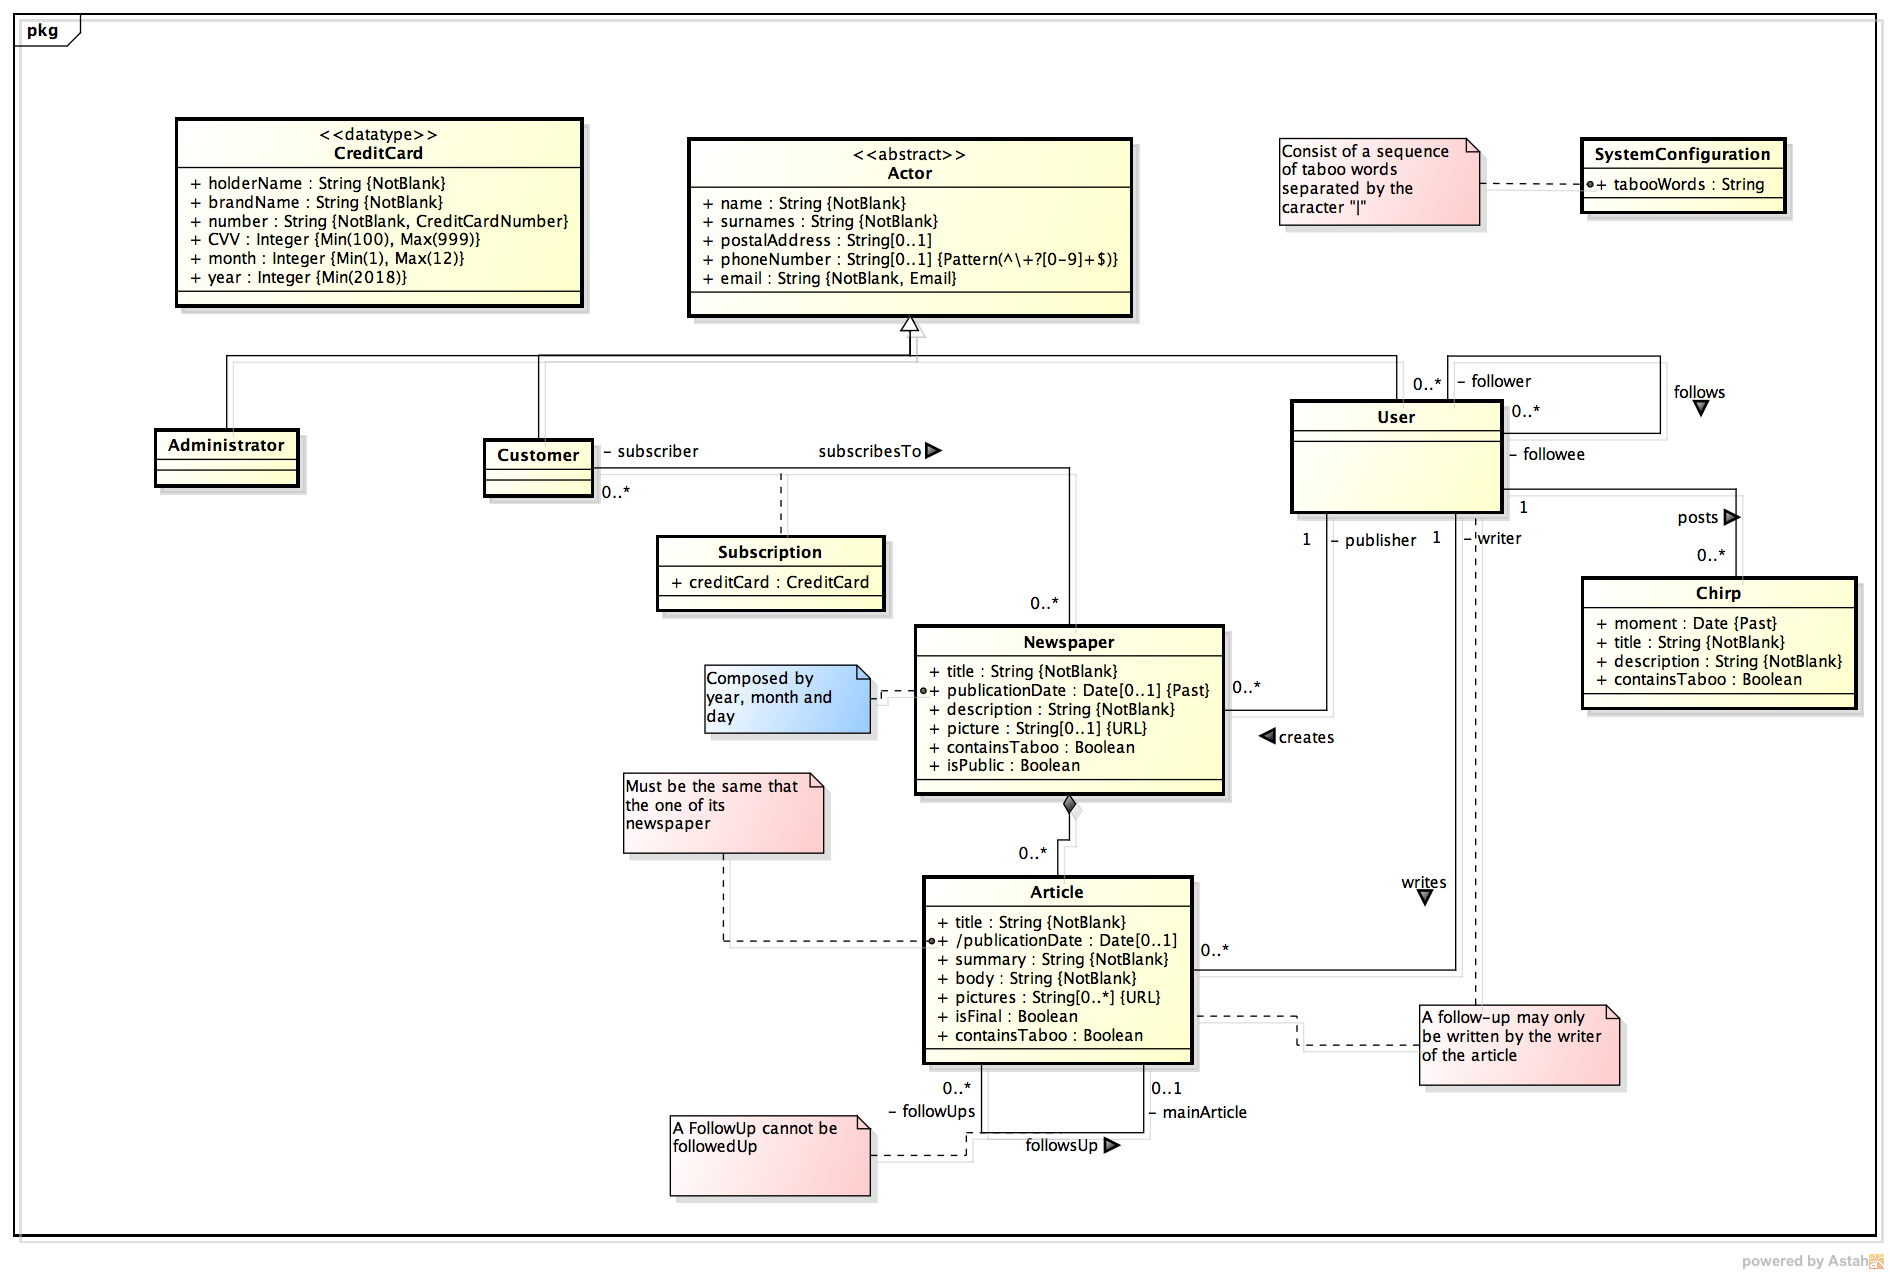 pkg
<<datatype>>
CreditCard
+ holderName : String {NotBlank}
+ brandName : String {NotBlank}
+ number : String {NotBlank, CreditCardNumber}
+ CVV : Integer {Min(100), Max(999)}
+ month : Integer {Min(1), Max(12)}
+ year : Integer {Min(2018)}
<<abstract>>
Actor
+ name : String {NotBlank}
+ surnames : String {NotBlank}
+ postalAddress : String[0..1]
+ phoneNumber : String[0..1] {Pattern(^\+?[0-9]+$)}
+ email : String {NotBlank, Email}
Consist of a sequence
of taboo words
separated by the
caracter "|"
SystemConfiguration
+ tabooWords : String
Administrator
Customer
- subscriber
0..*
subscribesTo
0..*
User
0..*
- follower
0..*
- followee
follows
1
posts
0..*
1
- publisher
1
- writer
Subscription
+ creditCard : CreditCard
Chirp
+ moment : Date {Past}
+ title : String {NotBlank}
+ description : String {NotBlank}
+ containsTaboo : Boolean
Newspaper
+ title : String {NotBlank}
+ publicationDate : Date[0..1] {Past}
+ description : String {NotBlank}
+ picture : String[0..1] {URL}
+ containsTaboo : Boolean
+ isPublic : Boolean
0..*
creates
Composed by
year, month and
day
Must be the same that
the one of its
newspaper
0..*
writes
Article
+ title : String {NotBlank}
+ /publicationDate : Date[0..1]
+ summary : String {NotBlank}
+ body : String {NotBlank}
+ pictures : String[0..*] {URL}
+ isFinal : Boolean
+ containsTaboo : Boolean
0..*
A follow-up may only
be written by the writer
of the article
0..*
- followUps
0..1
- mainArticle
followsUp
A FollowUp cannot be
followedUp
powered by Astah